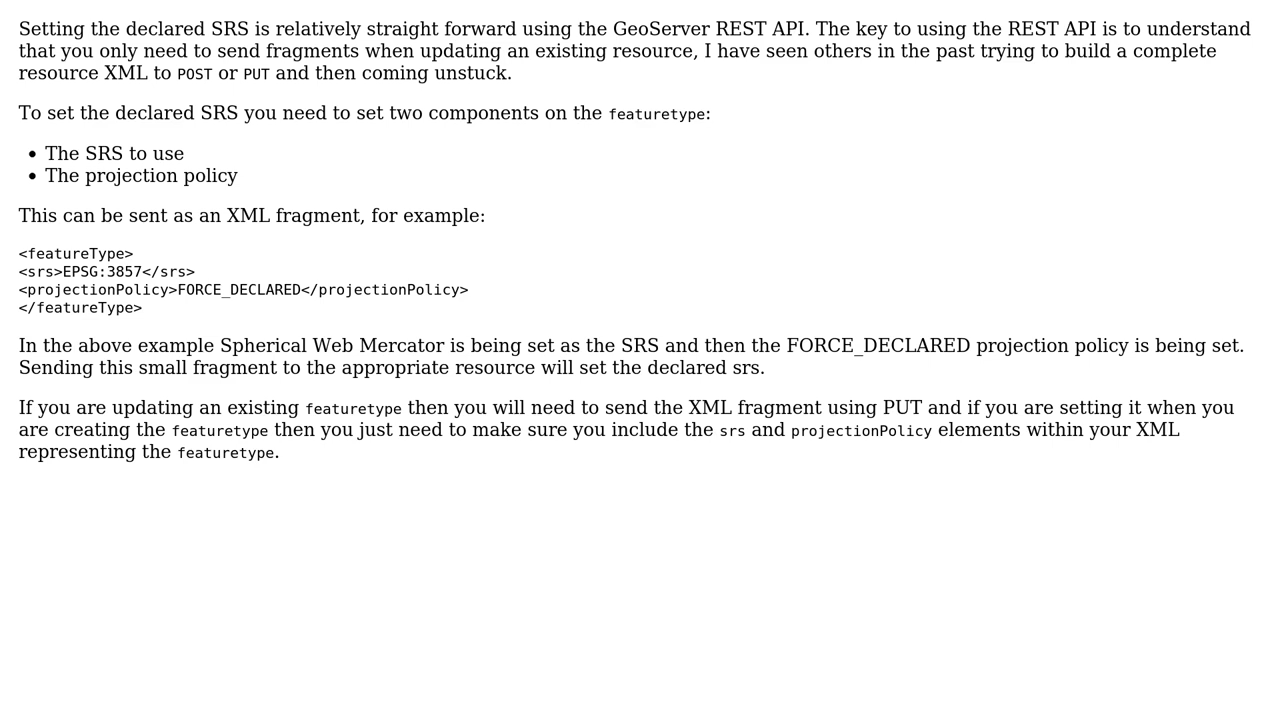 Setting the declared SRS is relatively straight forward using the GeoServer REST API. The key to using the REST API is to understand
that you only need to send fragments when updating an existing resource, I have seen others in the past trying to build a complete
resource XML to POST or PUT and then coming unstuck.
To set the declared SRS you need to set two components on the featuretype:
• The SRS to use
• The projection policy
This can be sent as an XML fragment, for example:
<featureType>
<srs>EPSG:3857</srs>
<projectionPolicy>FORCE_DECLARED</projectionPolicy>
</featureType>
In the above example Spherical Web Mercator is being set as the SRS and then the FORCE_DECLARED projection policy is being set.
Sending this small fragment to the appropriate resource will set the declared srs.
If you are updating an existing featuretype then you will need to send the XML fragment using PUT and if you are setting it when you
are creating the featuretype then you just need to make sure you include the srs and projectionPolicy elements within your XML
representing the featuretype.